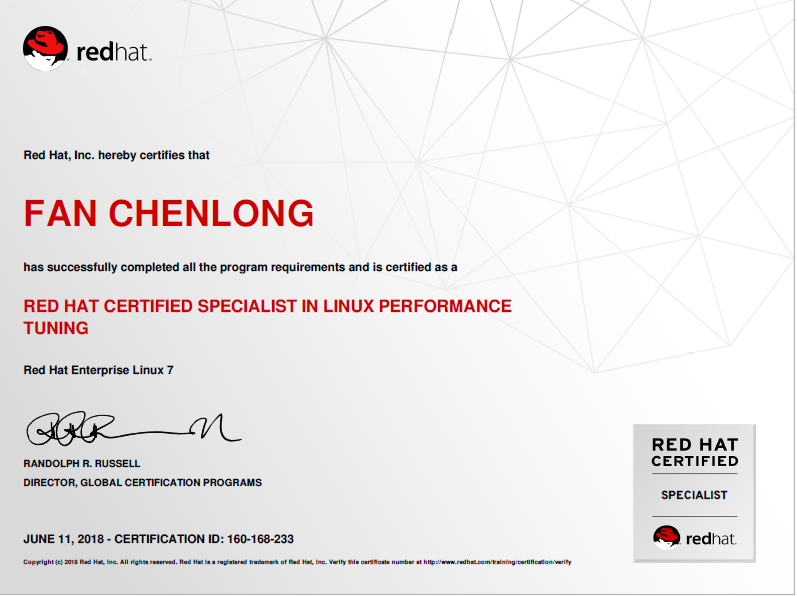 redhat.
Red Hat, Inc. hereby certifies that
FAN CHENLONG
has successfully completed all the program requirements and is certified as a
RED HAT CERTIFIED SPECIALIST IN LINUX PERFORMANCE
TUNING
Red Hat Enterprise Linux 7
RANDOLPH R. RUSSELL
DIRECTOR, GLOBAL CERTIFICATION PROGRAMS
JUNE 11, 2018 - CERTIFICATION ID: 160-168-233
Copyright (c) 2019 Red Hat, Inc. All rights reserved. Red Hat is a registered trademark of Red Hat, Inc. Verify this certificate number at http://www.redhat.com/training/certification/verify
RED HAT
CERTIFIED
SPECIALIST
redhat.